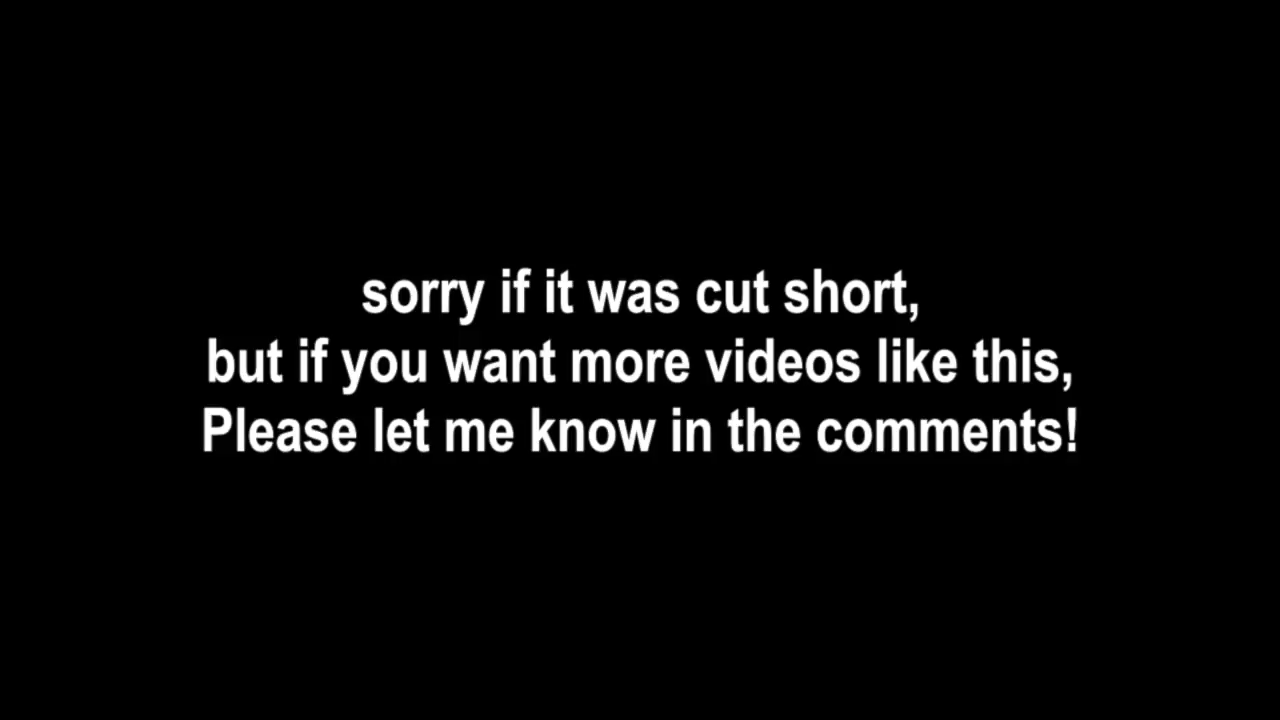 sorry if it was cut short,
but if you want more videos like this,
Please let me know in the comments!